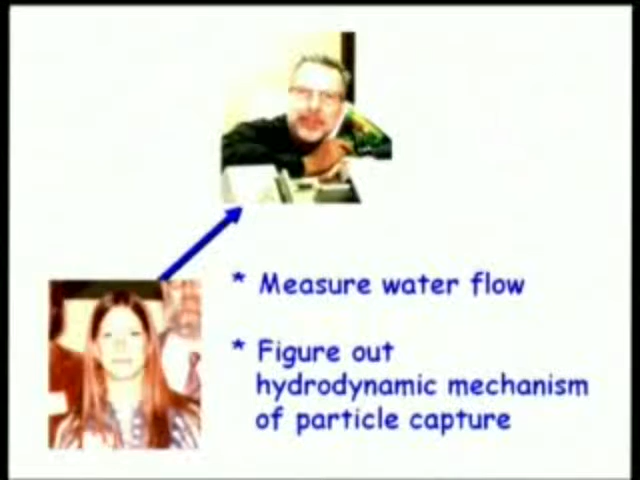 * Measure water flow
* Figure out
hydrodynamic mechanism
of particle capture